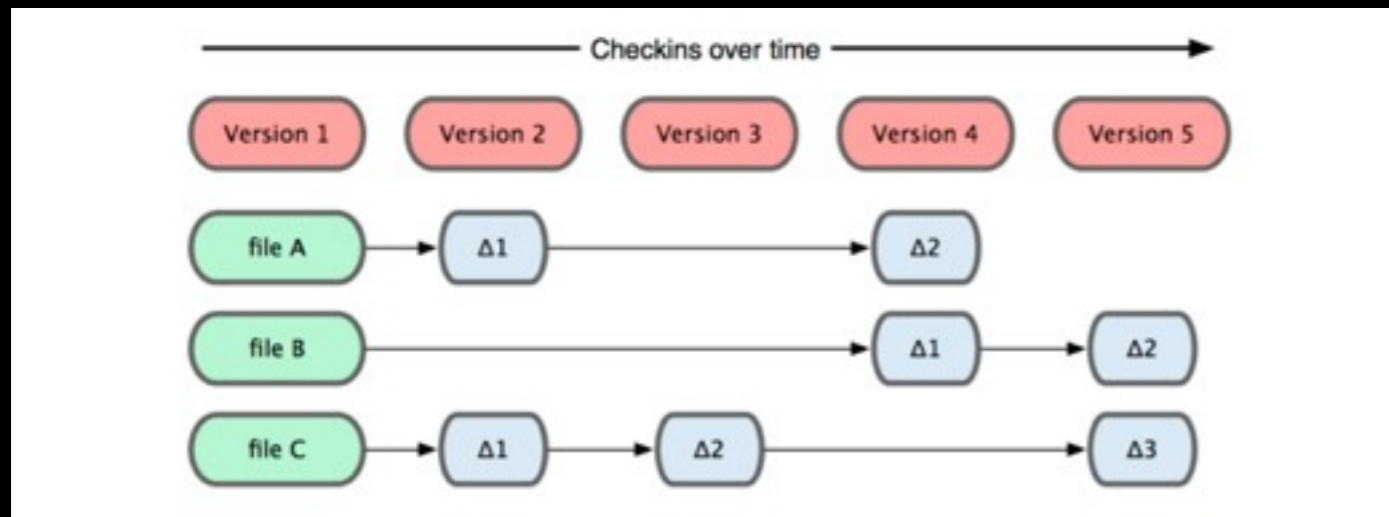 Checkins over time
Version 1 Version 2 Version 3 Version 4 Version 5
file A Δ1 Δ2
file B Δ1 Δ2
file C Δ1 Δ2 Δ3